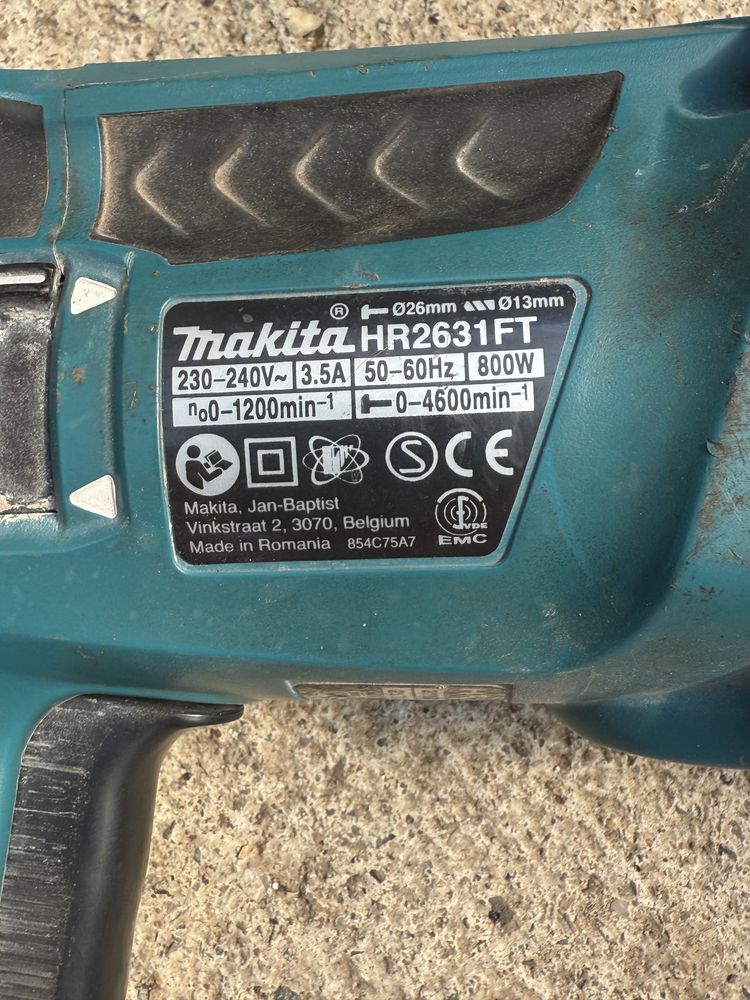 ® Ø26mm Ø13mm
makita HR2631FT
230-240V~ 3.5A 50-60Hz 800W
n₀0-1200min⁻¹ 0-4600min⁻¹
S CE
Makita, Jan-Baptist
Vinkstraat 2, 3070, Belgium
Made in Romania 854C75A7
VDE
EMC